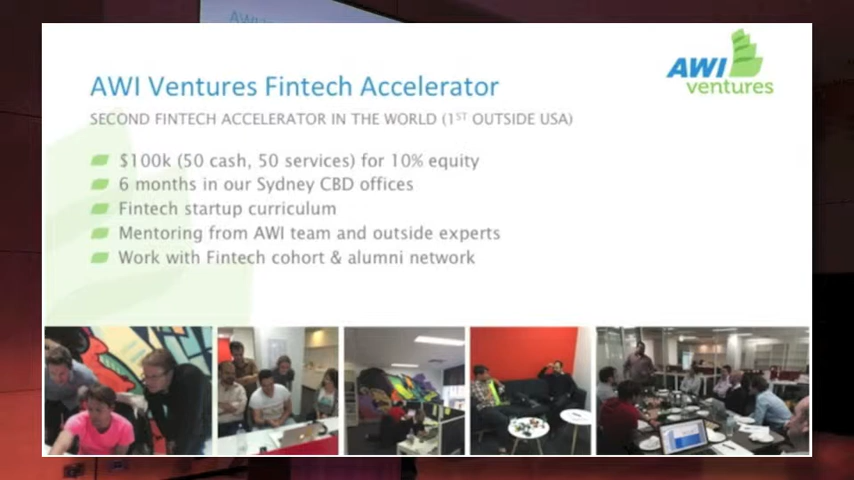 AWI Ventures Fintech Accelerator
AWI
ventures
SECOND FINTECH ACCELERATOR IN THE WORLD (1ST OUTSIDE USA)
$100k (50 cash, 50 services) for 10% equity
6 months in our Sydney CBD offices
Fintech startup curriculum
Mentoring from AWI team and outside experts
Work with Fintech cohort & alumni network